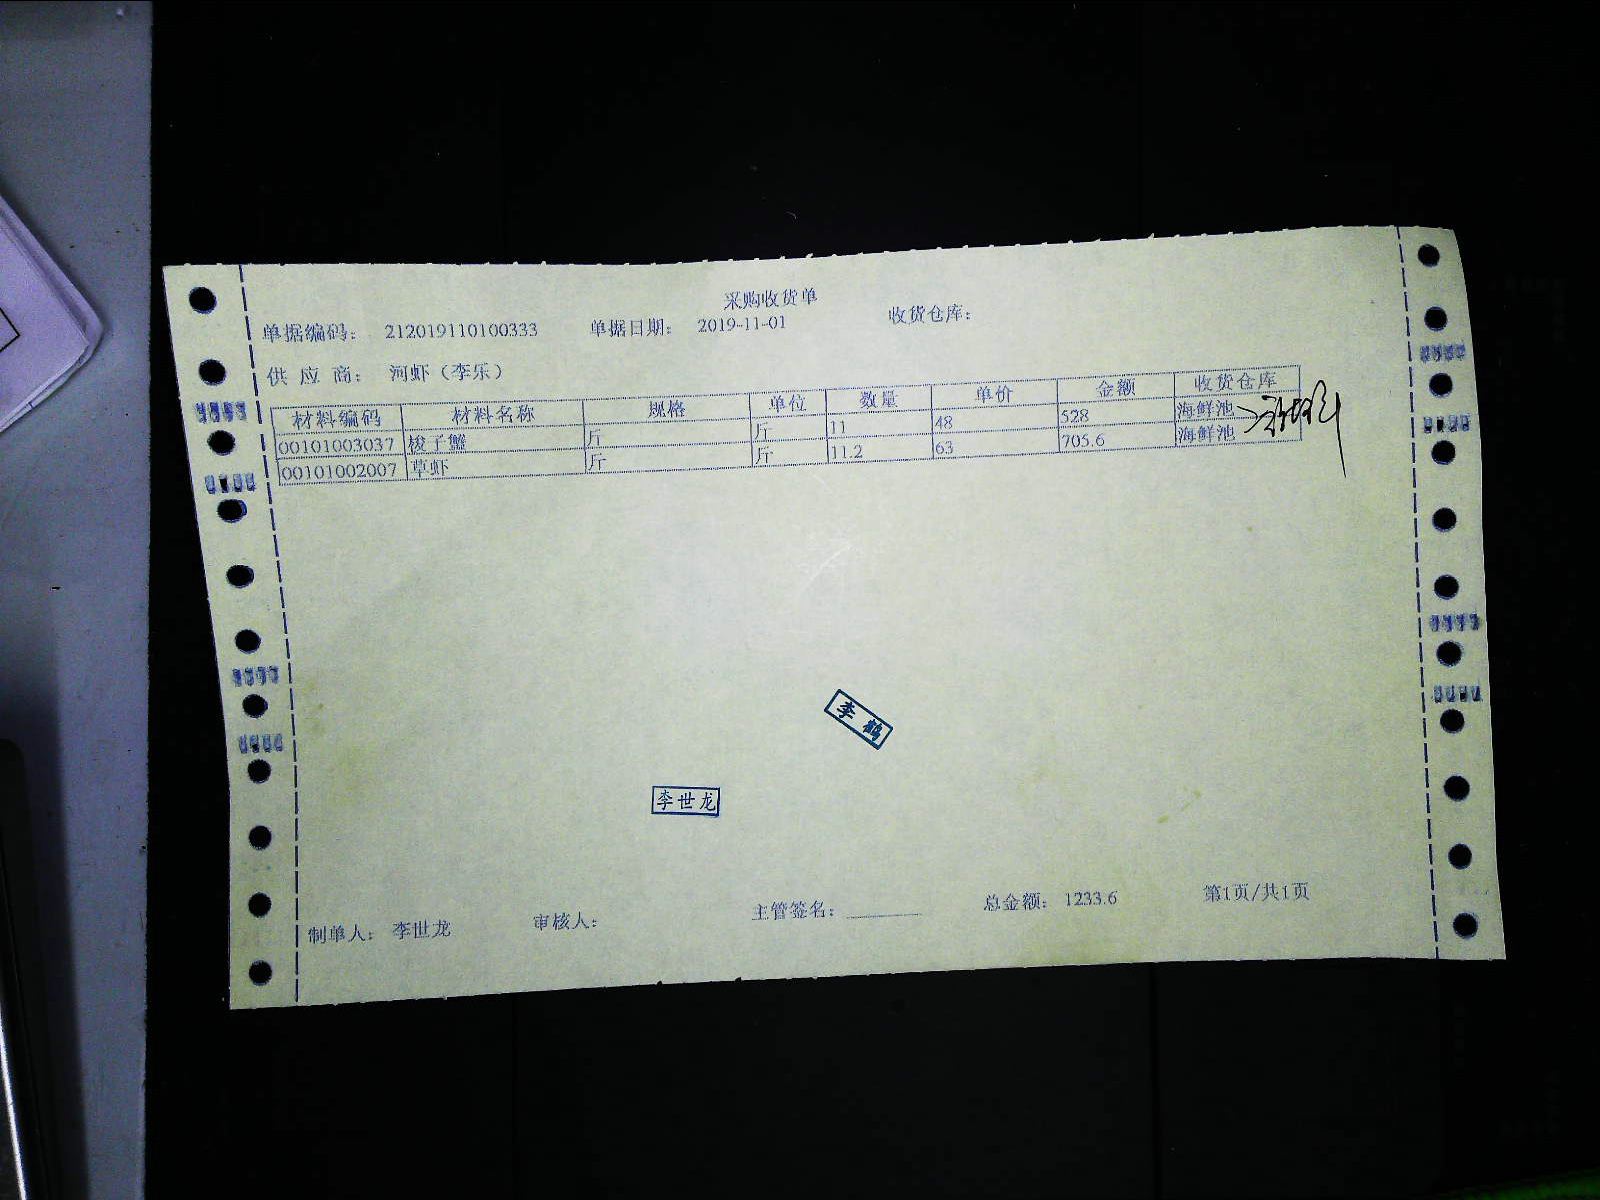 采购收货单
单据编码： 212019110100333 单据日期： 2019-11-01 收货仓库：
供 应 商： 河虾（李乐）
材料编码 材料名称 规格 单位 数量 单价 金额 收货仓库
00101003037 梭子蟹 斤 斤 11 48 528 海鲜池
00101002007 草虾 斤 斤 11.2 63 705.6 海鲜池
李 鹤
李世龙
制单人： 李世龙 审核人： 主管签名： 总金额： 1233.6 第1页/共1页